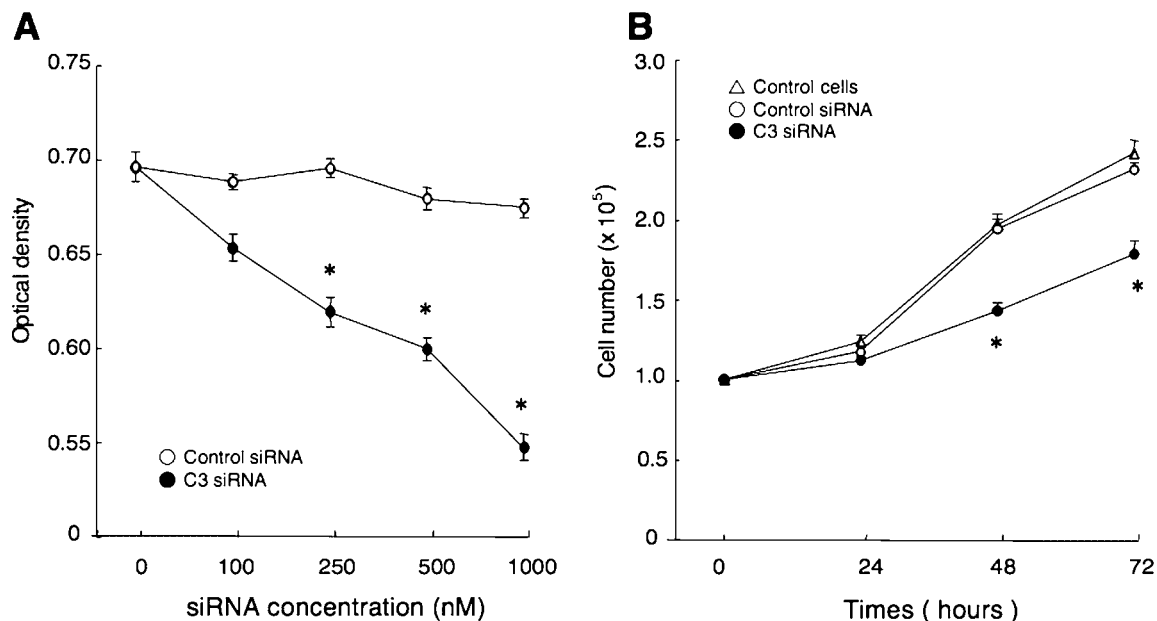 A
Optical density
0.75
0.70
0.65
0.60
0.55
0
* * *
Control siRNA
C3 siRNA
0 100 250 500 1000
siRNA concentration (nM)
B
Cell number (x 10⁵)
3.0
2.5
2.0
1.5
1.0
0.5
0
Control cells
Control siRNA
C3 siRNA
* *
0 24 48 72
Times ( hours )